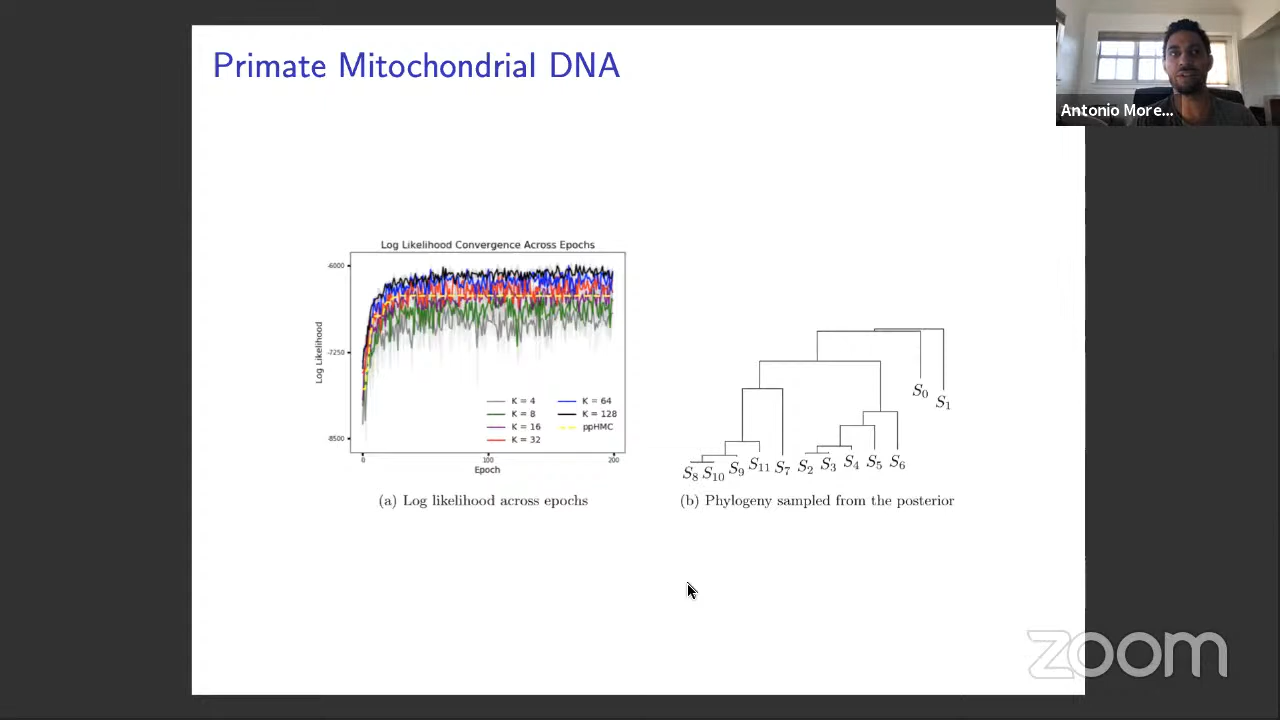 Primate Mitochondrial DNA
Antonio More...
Log Likelihood Convergence Across Epochs
-6000
-7250
8500
Log Likelihood
K = 4
K = 8
K = 16
K = 32
K = 64
K = 128
ppHMC
0
100
200
Epoch
(a) Log likelihood across epochs
S0
S1
S8 S10 S9 S11 S7 S2 S3 S4 S5 S6
(b) Phylogeny sampled from the posterior
zoom